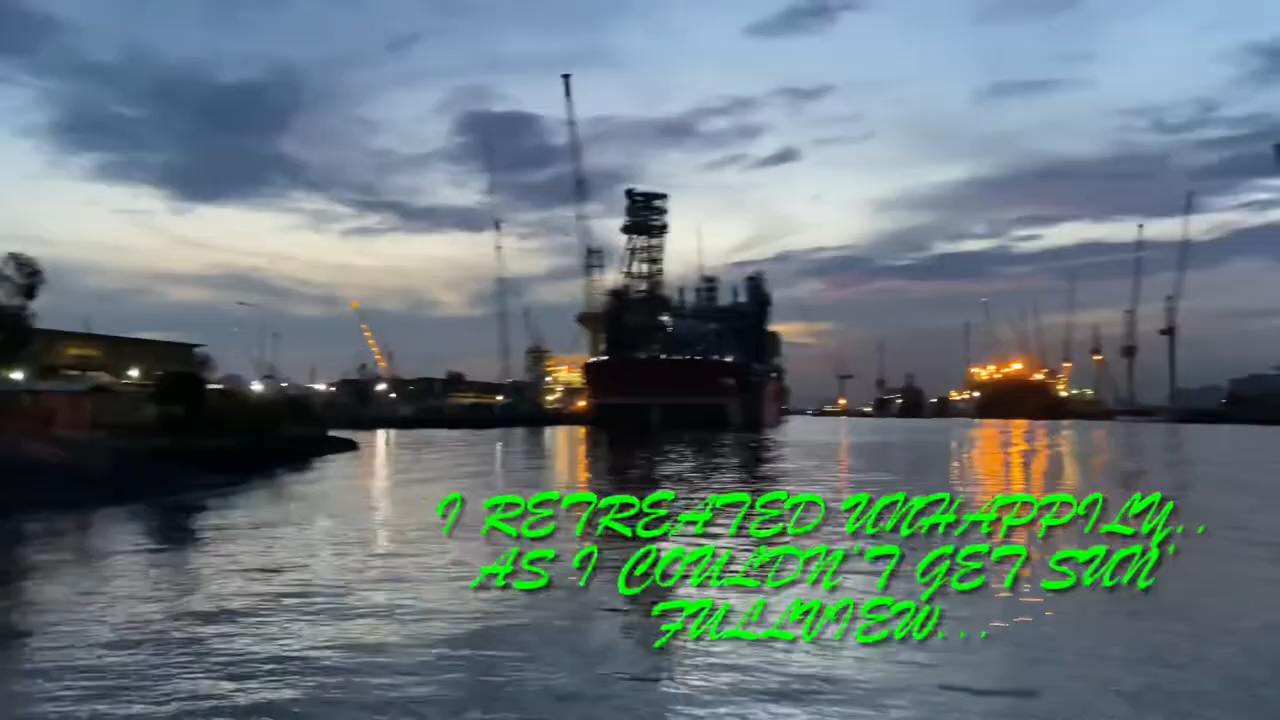 I RETREATED UNHAPPILY..
AS I COULDN'T GET SUN
FULLVIEW...